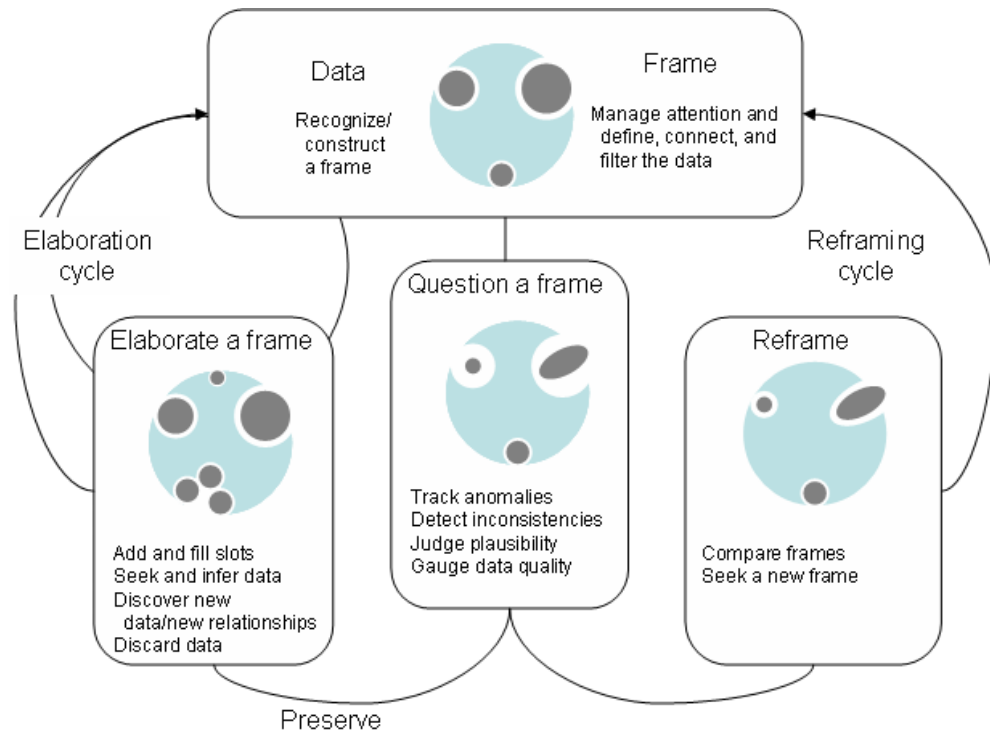 Data
Recognize/
construct
a frame
Frame
Manage attention and
define, connect, and
filter the data
Elaboration
cycle
Reframing
cycle
Elaborate a frame
Add and fill slots
Seek and infer data
Discover new
data/new relationships
Discard data
Question a frame
Track anomalies
Detect inconsistencies
Judge plausibility
Gauge data quality
Reframe
Compare frames
Seek a new frame
Preserve